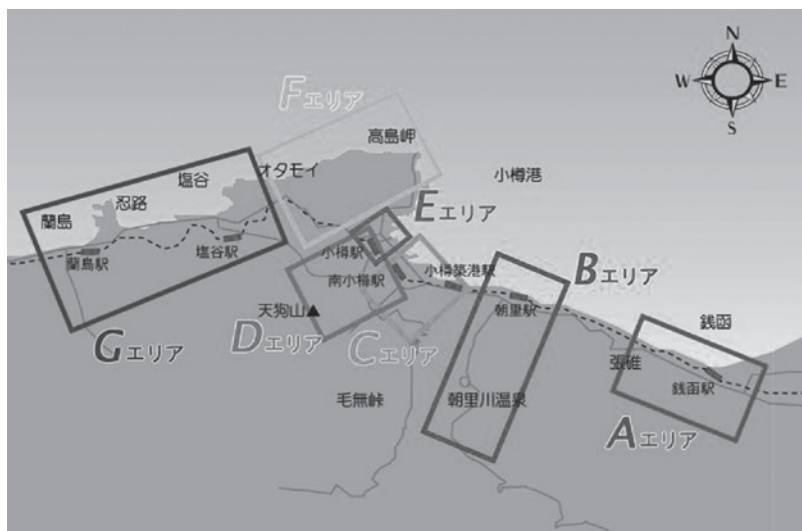 N
W E
S
Fエリア
高島岬
オタモイ
小樽港
塩谷
忍路
蘭島
Eエリア
小樽駅
塩谷駅
蘭島駅
南小樽駅
小樽築港駅
Bエリア
朝里駅
天狗山▲
銭函
Gエリア
Dエリア
Cエリア
張碓
銭函駅
毛無峠
朝里川温泉
Aエリア